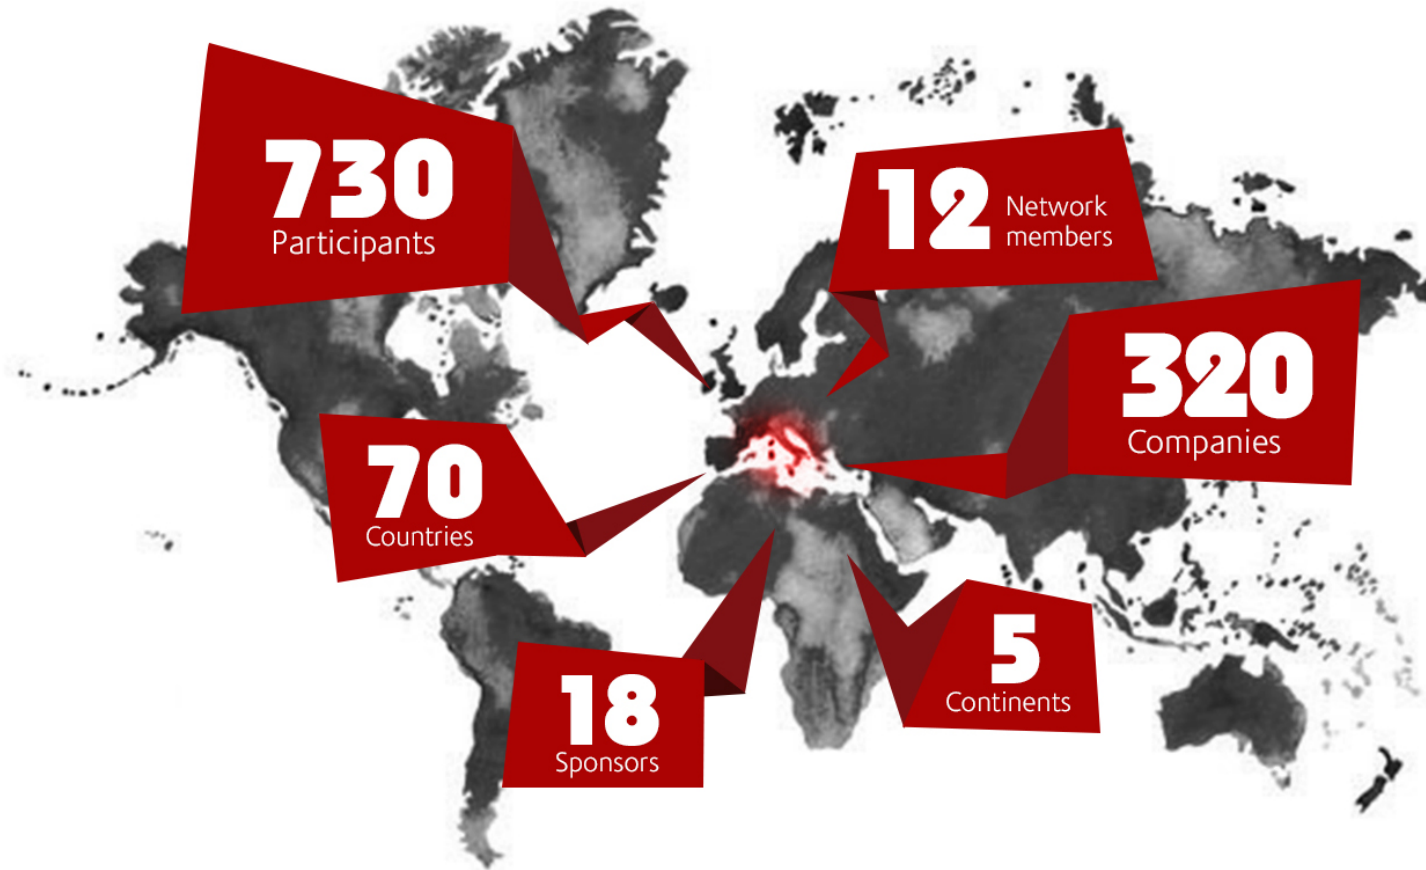 730
Participants
12
Network
members
320
Companies
70
Countries
18
Sponsors
5
Continents